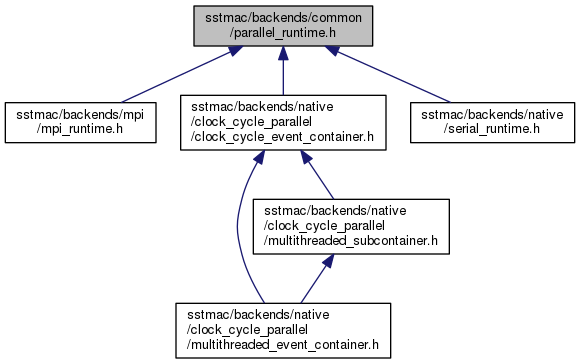 sstmac/backends/common
/parallel_runtime.h
sstmac/backends/mpi
/mpi_runtime.h
sstmac/backends/native
/clock_cycle_parallel
/clock_cycle_event_container.h
sstmac/backends/native
/serial_runtime.h
sstmac/backends/native
/clock_cycle_parallel
/multithreaded_subcontainer.h
sstmac/backends/native
/clock_cycle_parallel
/multithreaded_event_container.h